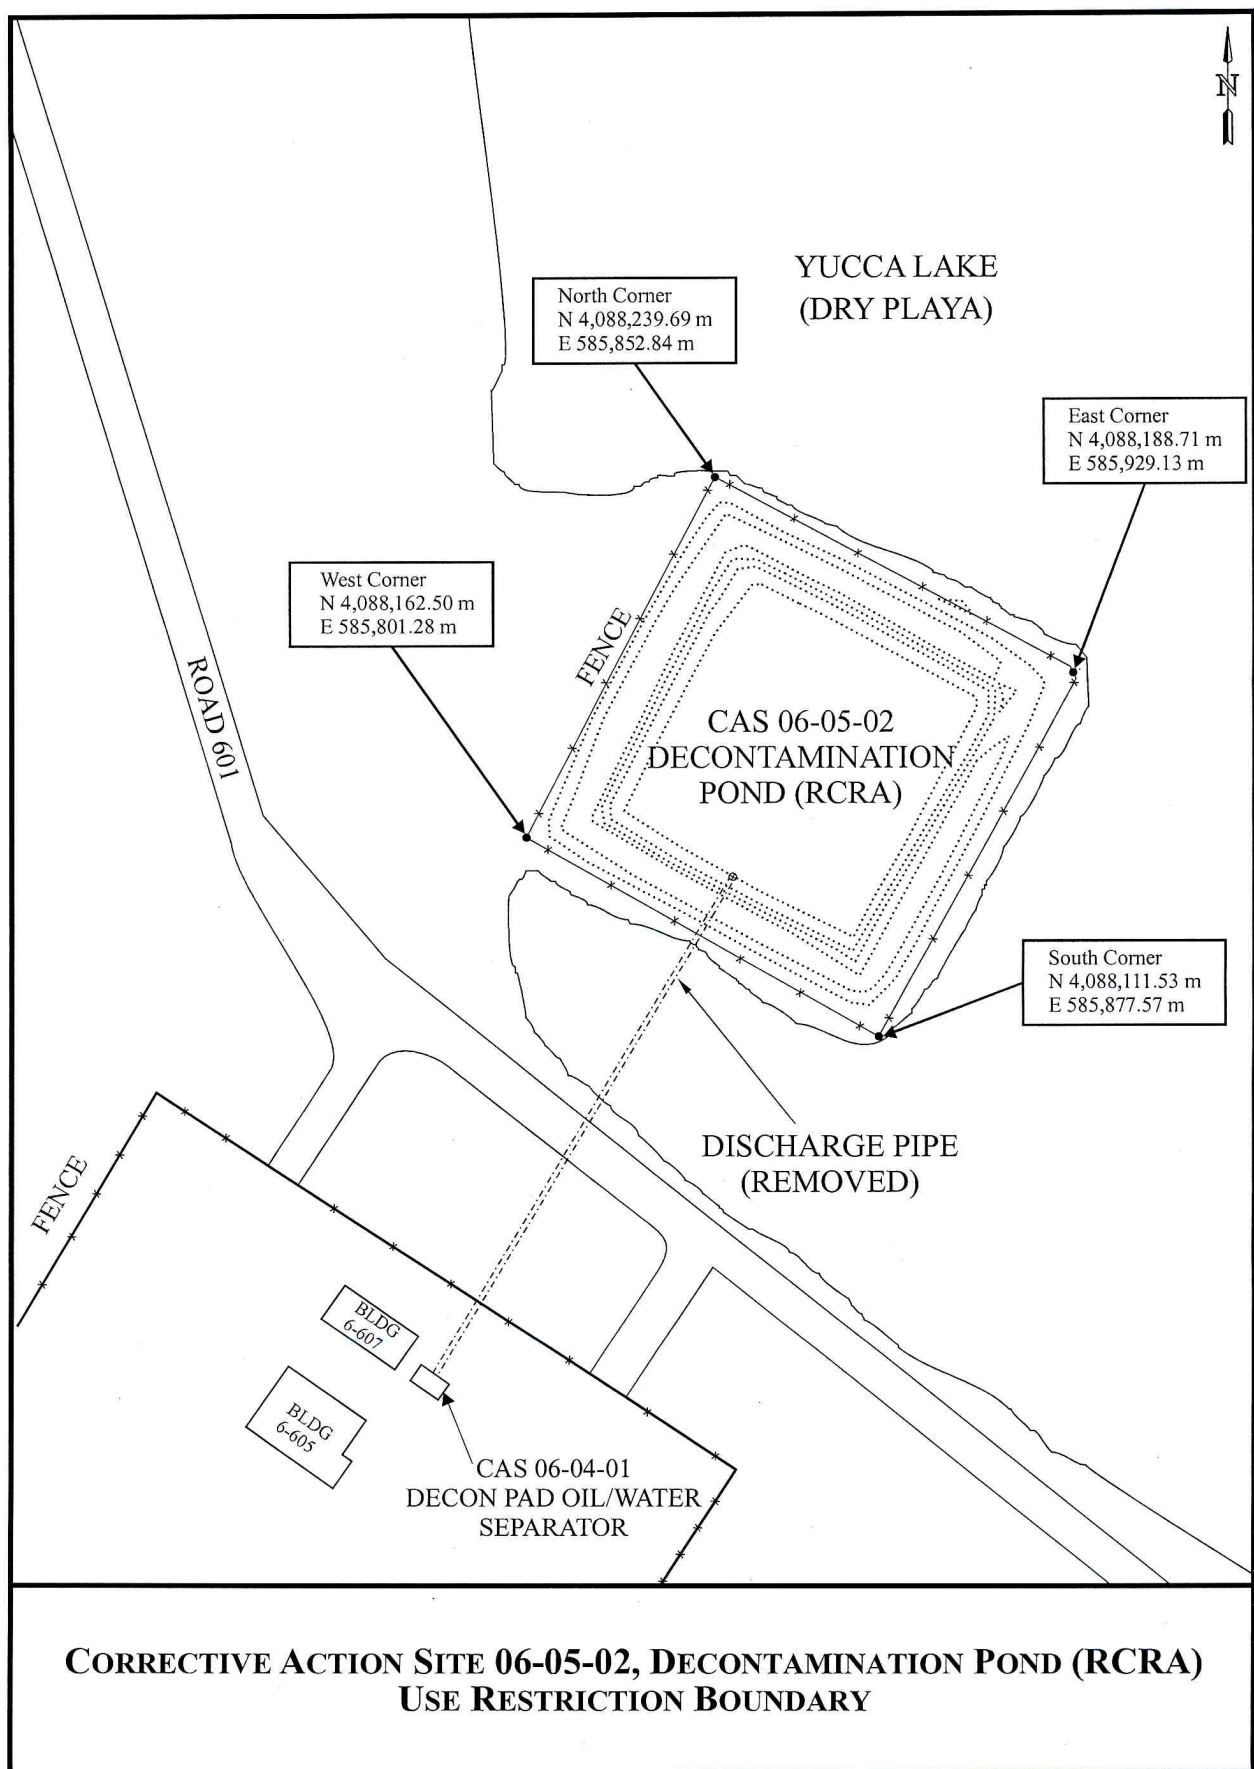 N
YUCCA LAKE
(DRY PLAYA)
North Corner
N 4,088,239.69 m
E 585,852.84 m
East Corner
N 4,088,188.71 m
E 585,929.13 m
West Corner
N 4,088,162.50 m
E 585,801.28 m
FENCE
ROAD 601
CAS 06-05-02
DECONTAMINATION
POND (RCRA)
South Corner
N 4,088,111.53 m
E 585,877.57 m
DISCHARGE PIPE
(REMOVED)
FENCE
BLDG
6-607
BLDG
6-605
CAS 06-04-01
DECON PAD OIL/WATER
SEPARATOR
CORRECTIVE ACTION SITE 06-05-02, DECONTAMINATION POND (RCRA)
USE RESTRICTION BOUNDARY